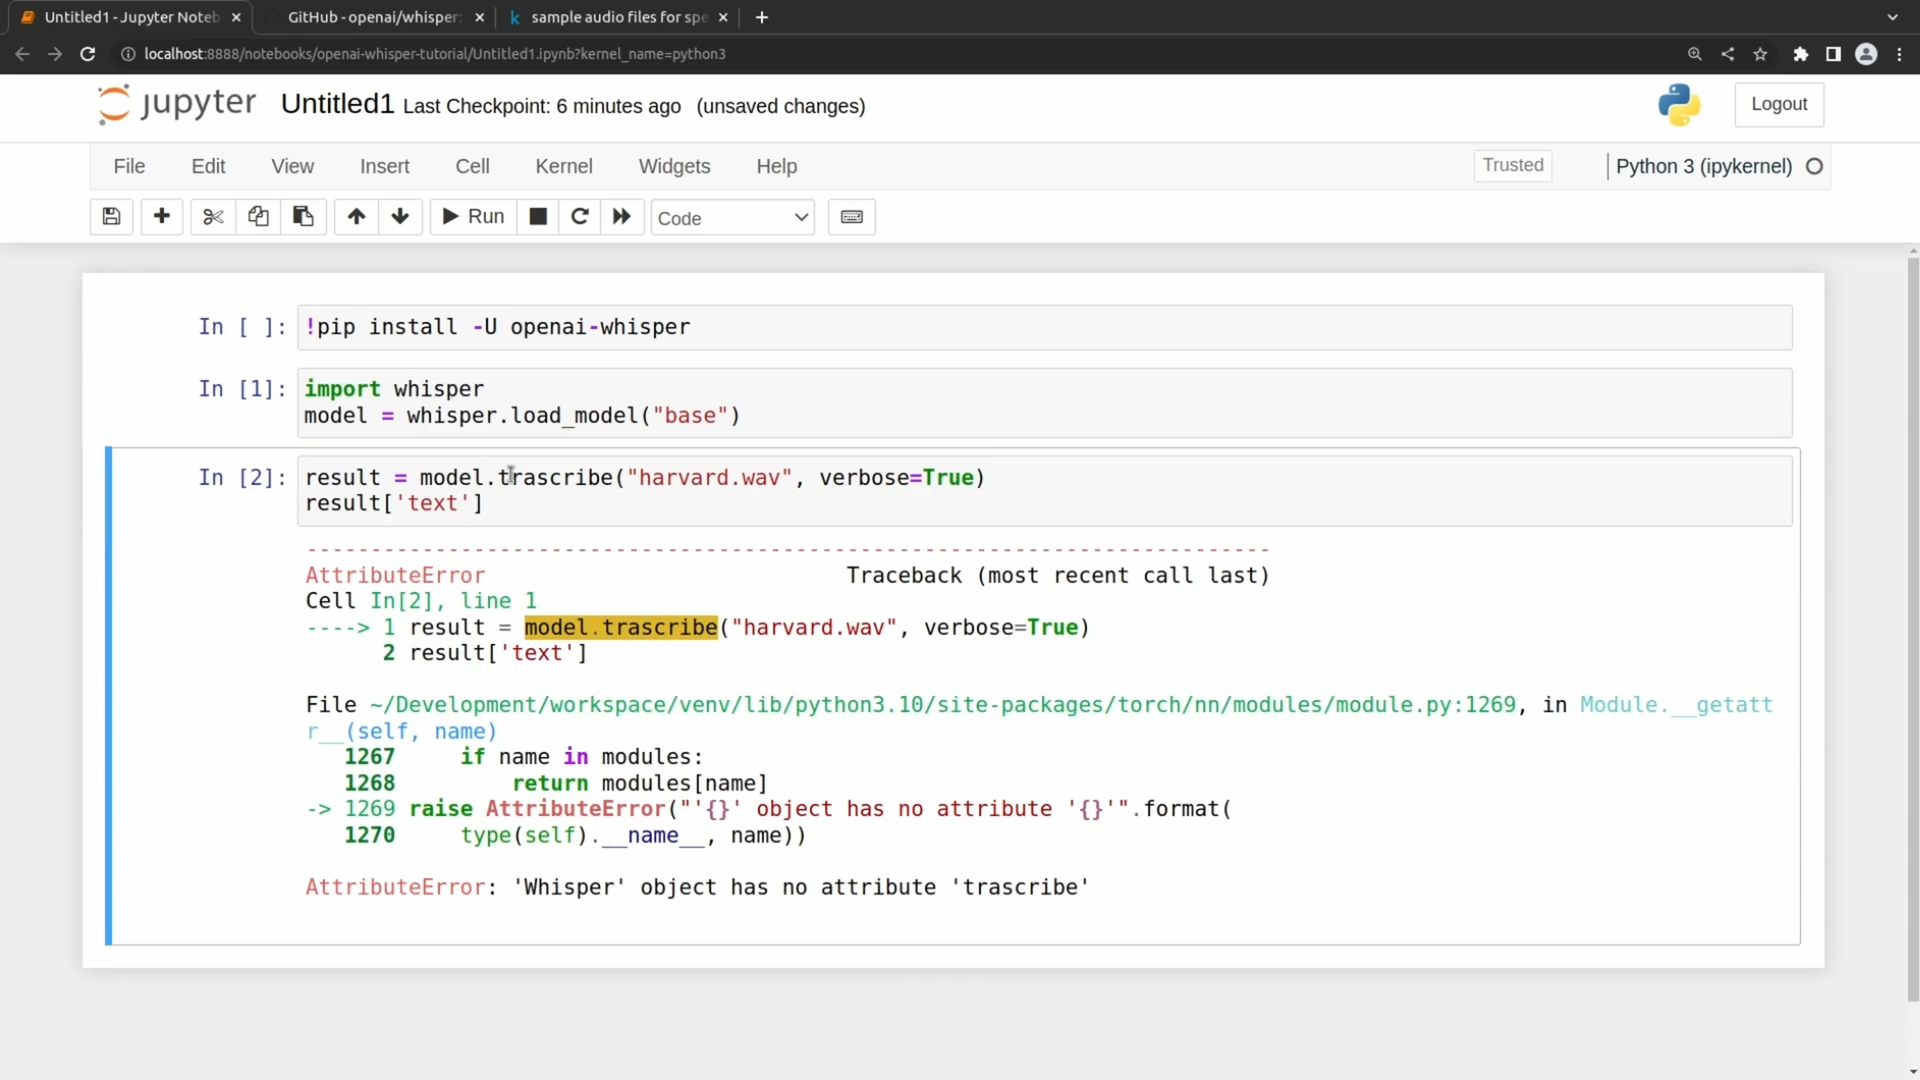 Untitled1 - Jupyter Noteb
GitHub - openai/whisper:
sample audio files for spe
localhost:8888/notebooks/openai-whisper-tutorial/Untitled1.ipynb?kernel_name=python3
jupyter Untitled1 Last Checkpoint: 6 minutes ago (unsaved changes)
Logout
File Edit View Insert Cell Kernel Widgets Help
Trusted
Python 3 (ipykernel)
Run
Code
In [ ]: !pip install -U openai-whisper
In [1]: import whisper
model = whisper.load_model("base")
In [2]: result = model.trascribe("harvard.wav", verbose=True)
result['text']
---------------------------------------------------------------------------
AttributeError Traceback (most recent call last)
Cell In[2], line 1
----> 1 result = model.trascribe("harvard.wav", verbose=True)
2 result['text']
File ~/Development/workspace/venv/lib/python3.10/site-packages/torch/nn/modules/module.py:1269, in Module.__getatt
r__(self, name)
1267 if name in modules:
1268 return modules[name]
-> 1269 raise AttributeError("'{}' object has no attribute '{}'".format(
1270 type(self).__name__, name))
AttributeError: 'Whisper' object has no attribute 'trascribe'